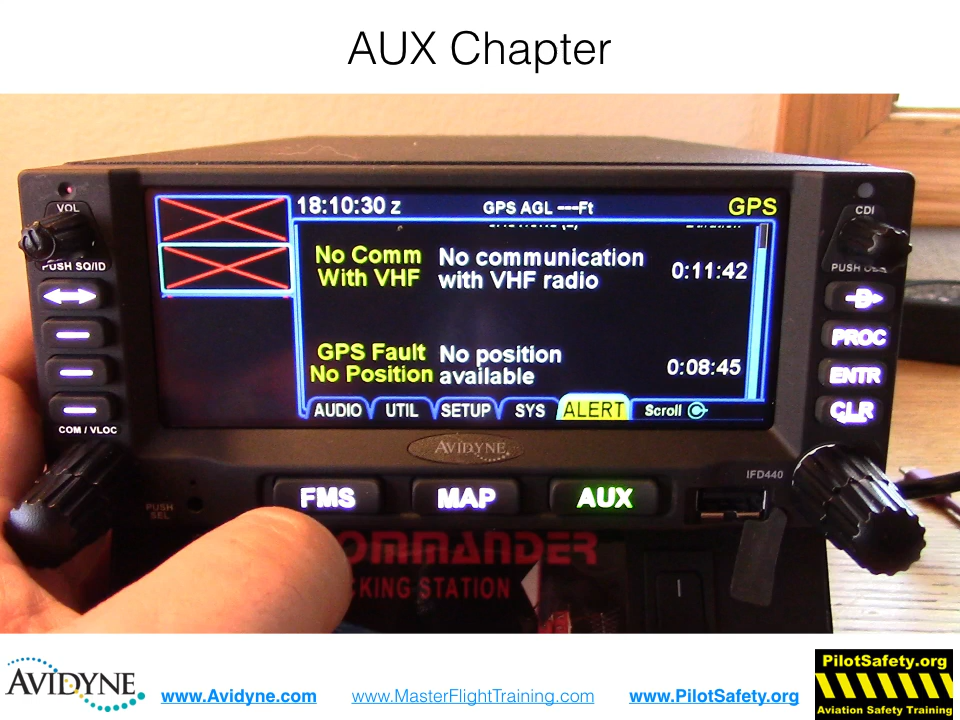 AUX Chapter
VOL
18:10:30 Z
GPS AGL ---Ft
GPS
CDI
PUSH SQ/ID
No Comm
With VHF
No communication
with VHF radio
0:11:42
PUSH
D
PROC
GPS Fault
No Position
No position
available
0:08:45
ENTR
CLR
AUDIO UTIL SETUP SYS ALERT Scroll
COM / VLOC
AVIDYNE
IFD440
FMS MAP AUX
PUSH
SEL
OMMANDER
CKING STATION
AVIDYNE.
www.Avidyne.com
www.MasterFlightTraining.com
www.PilotSafety.org
PilotSafety.org
Aviation Safety Training